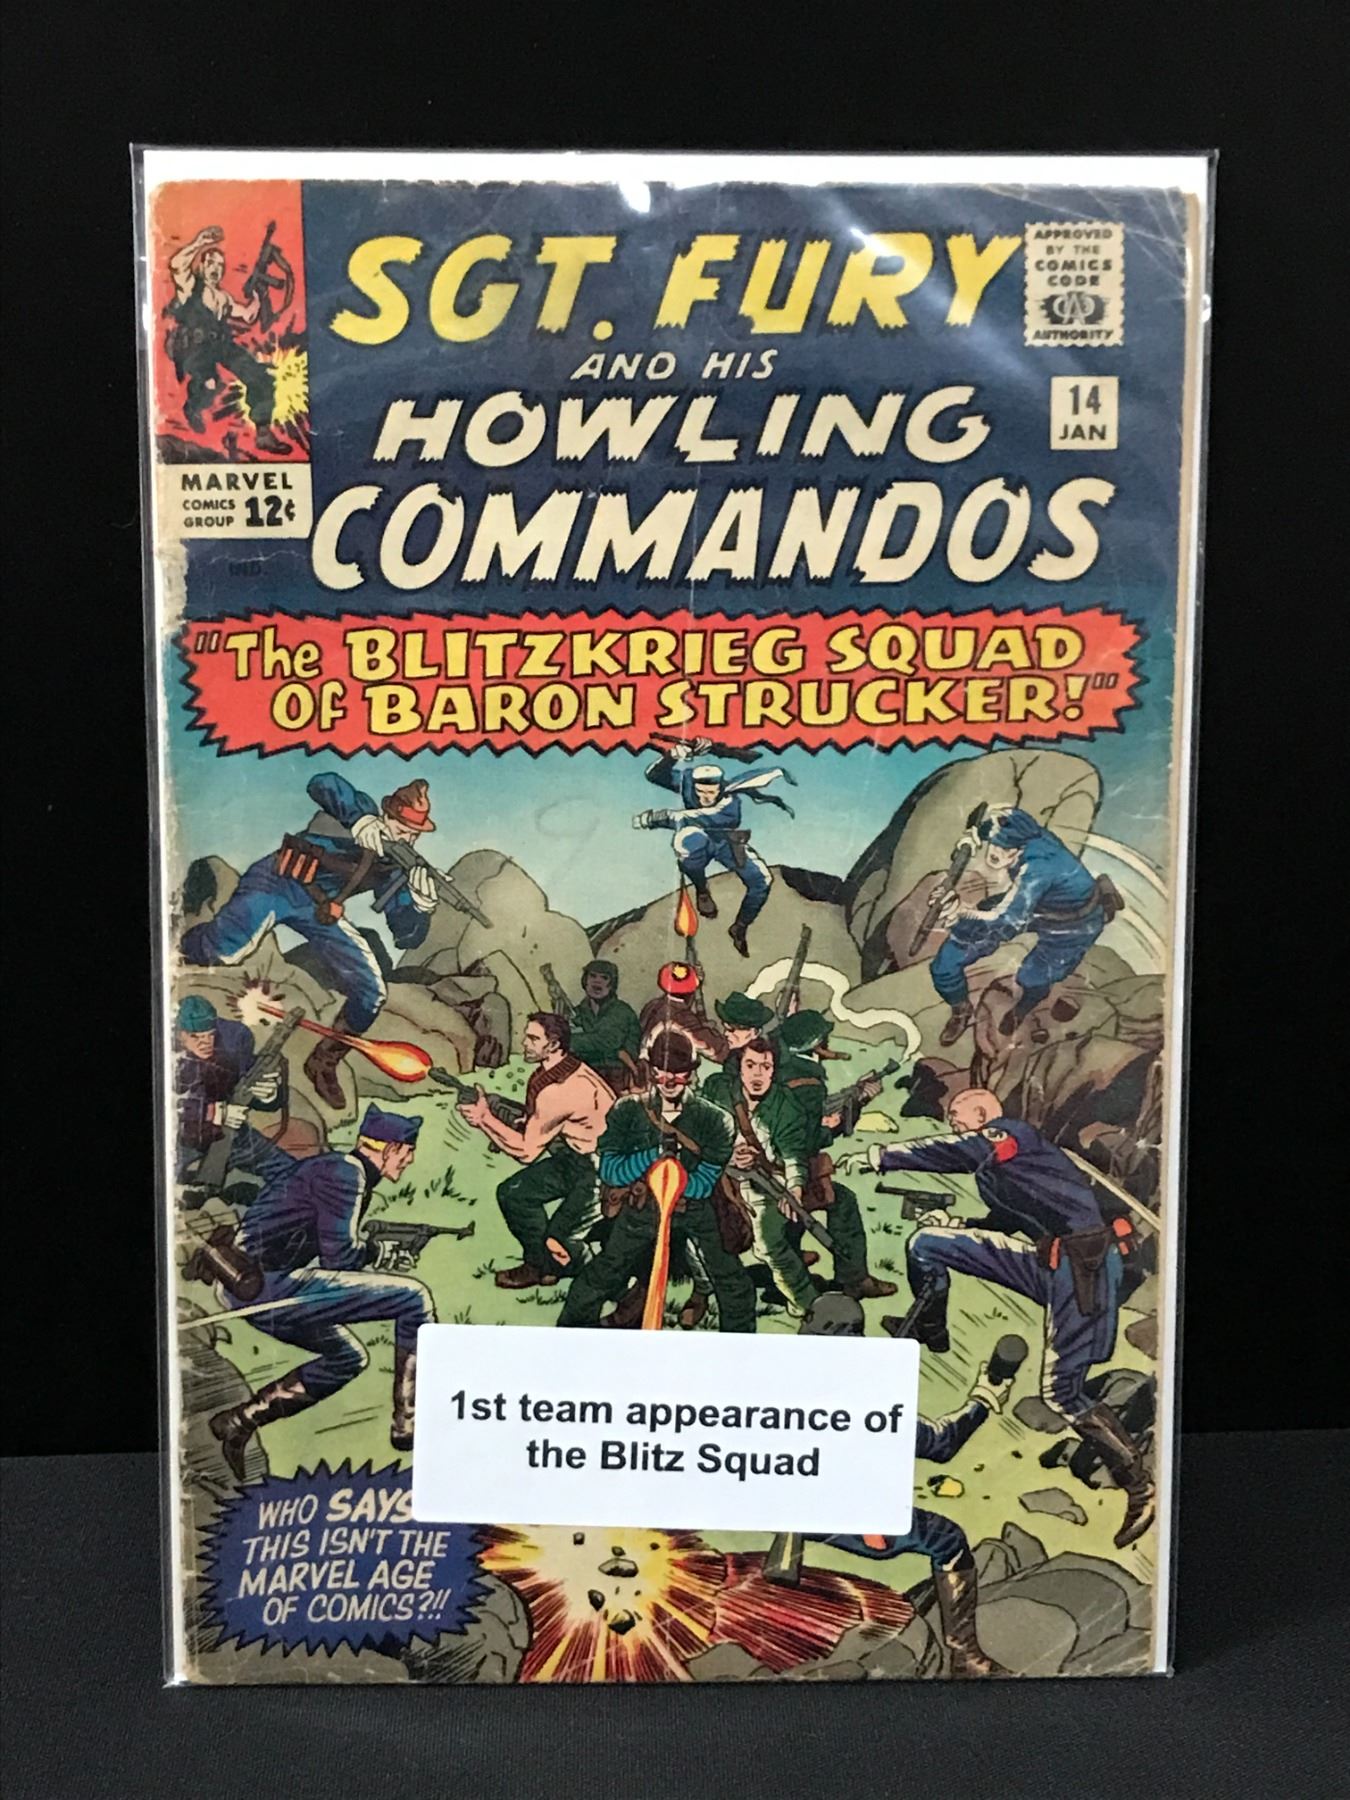 SGT. FURY
AND HIS
HOWLING
COMMANDOS
APPROVED
BY THE
COMICS
CODE
CA
AUTHORITY
14
JAN
MARVEL
COMICS
GROUP 12¢
IND.
"The BLITZKRIEG SQUAD
OF BARON STRUCKER!"
1st team appearance of
the Blitz Squad
WHO SAYS
THIS ISN'T THE
MARVEL AGE
OF COMICS?!!